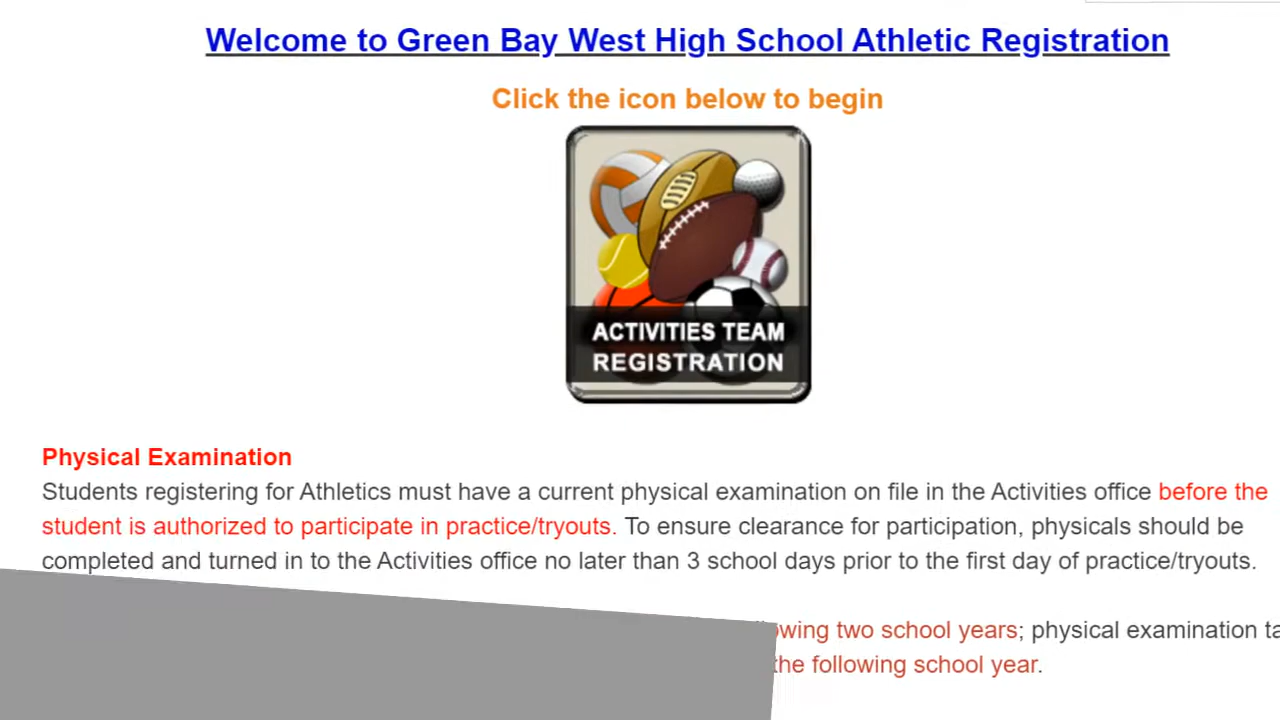 Welcome to Green Bay West High School Athletic Registration
Click the icon below to begin
ACTIVITIES TEAM
REGISTRATION
Physical Examination
Students registering for Athletics must have a current physical examination on file in the Activities office before the
student is authorized to participate in practice/tryouts. To ensure clearance for participation, physicals should be
completed and turned in to the Activities office no later than 3 school days prior to the first day of practice/tryouts.
two school years; physical examination
the following school year.